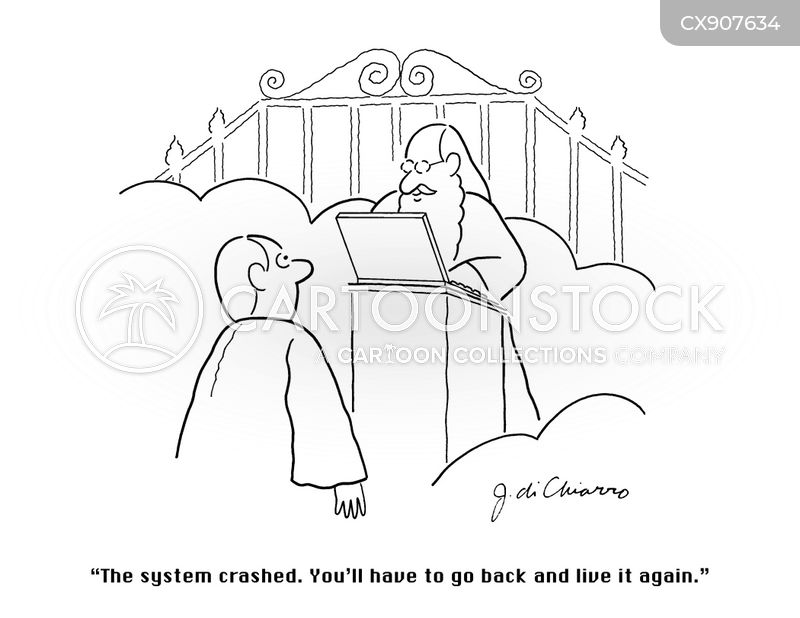 CX907634
CARTOONSTOCK
A CARTOON COLLECTIONS COMPANY
J. di Chiarro
“The system crashed. You’ll have to go back and live it again.”